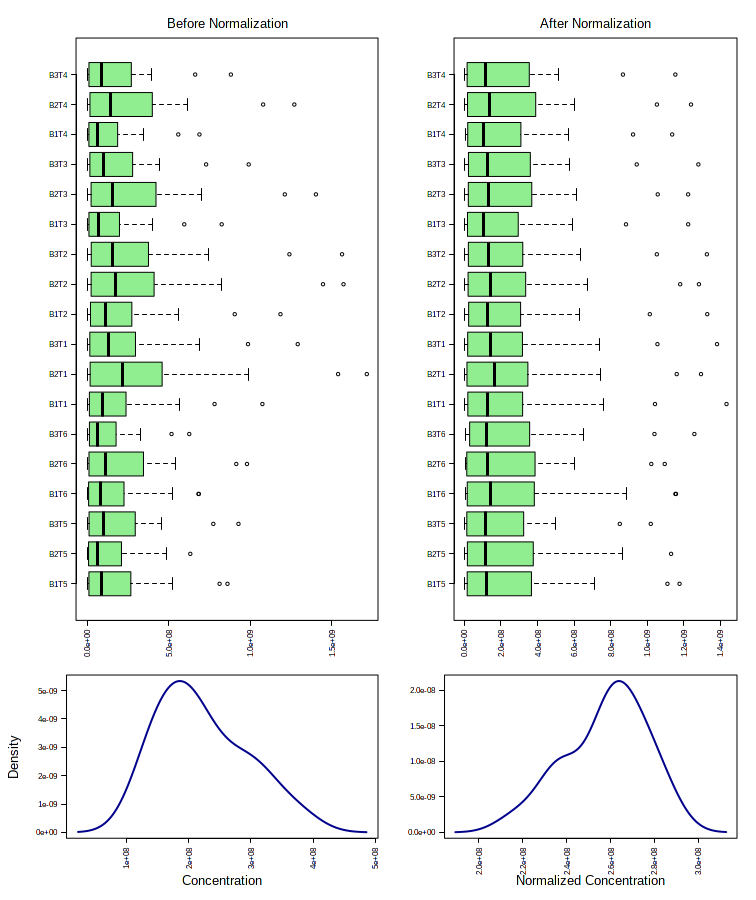 Before Normalization
B3T4
B2T4
B1T4
B3T3
B2T3
B1T3
B3T2
B2T2
B1T2
B3T1
B2T1
B1T1
B3T6
B2T6
B1T6
B3T5
B2T5
B1T5
0.0e+00 5.0e+08 1.0e+09 1.5e+09
After Normalization
B3T4
B2T4
B1T4
B3T3
B2T3
B1T3
B3T2
B2T2
B1T2
B3T1
B2T1
B1T1
B3T6
B2T6
B1T6
B3T5
B2T5
B1T5
0.0e+00 2.0e+08 4.0e+08 6.0e+08 8.0e+08 1.0e+09 1.2e+09 1.4e+09
Density
5e-09
4e-09
3e-09
2e-09
1e-09
0e+00
1e+08 2e+08 3e+08 4e+08 5e+08
Concentration
2.0e-08
1.5e-08
1.0e-08
5.0e-09
0.0e+00
2.0e+08 2.2e+08 2.4e+08 2.6e+08 2.8e+08 3.0e+08
Normalized Concentration